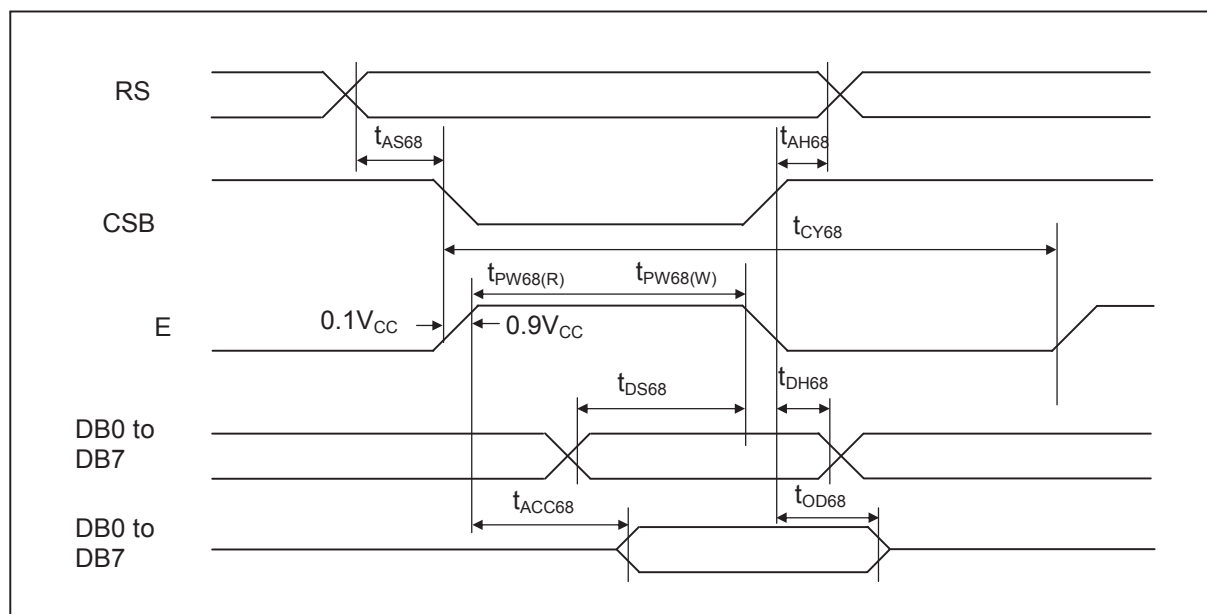 RS
tAS68
tAH68
CSB
tCY68
tPW68(R)
tPW68(W)
E
0.1VCC
0.9VCC
tDS68
tDH68
DB0 to
DB7
tACC68
tOD68
DB0 to
DB7